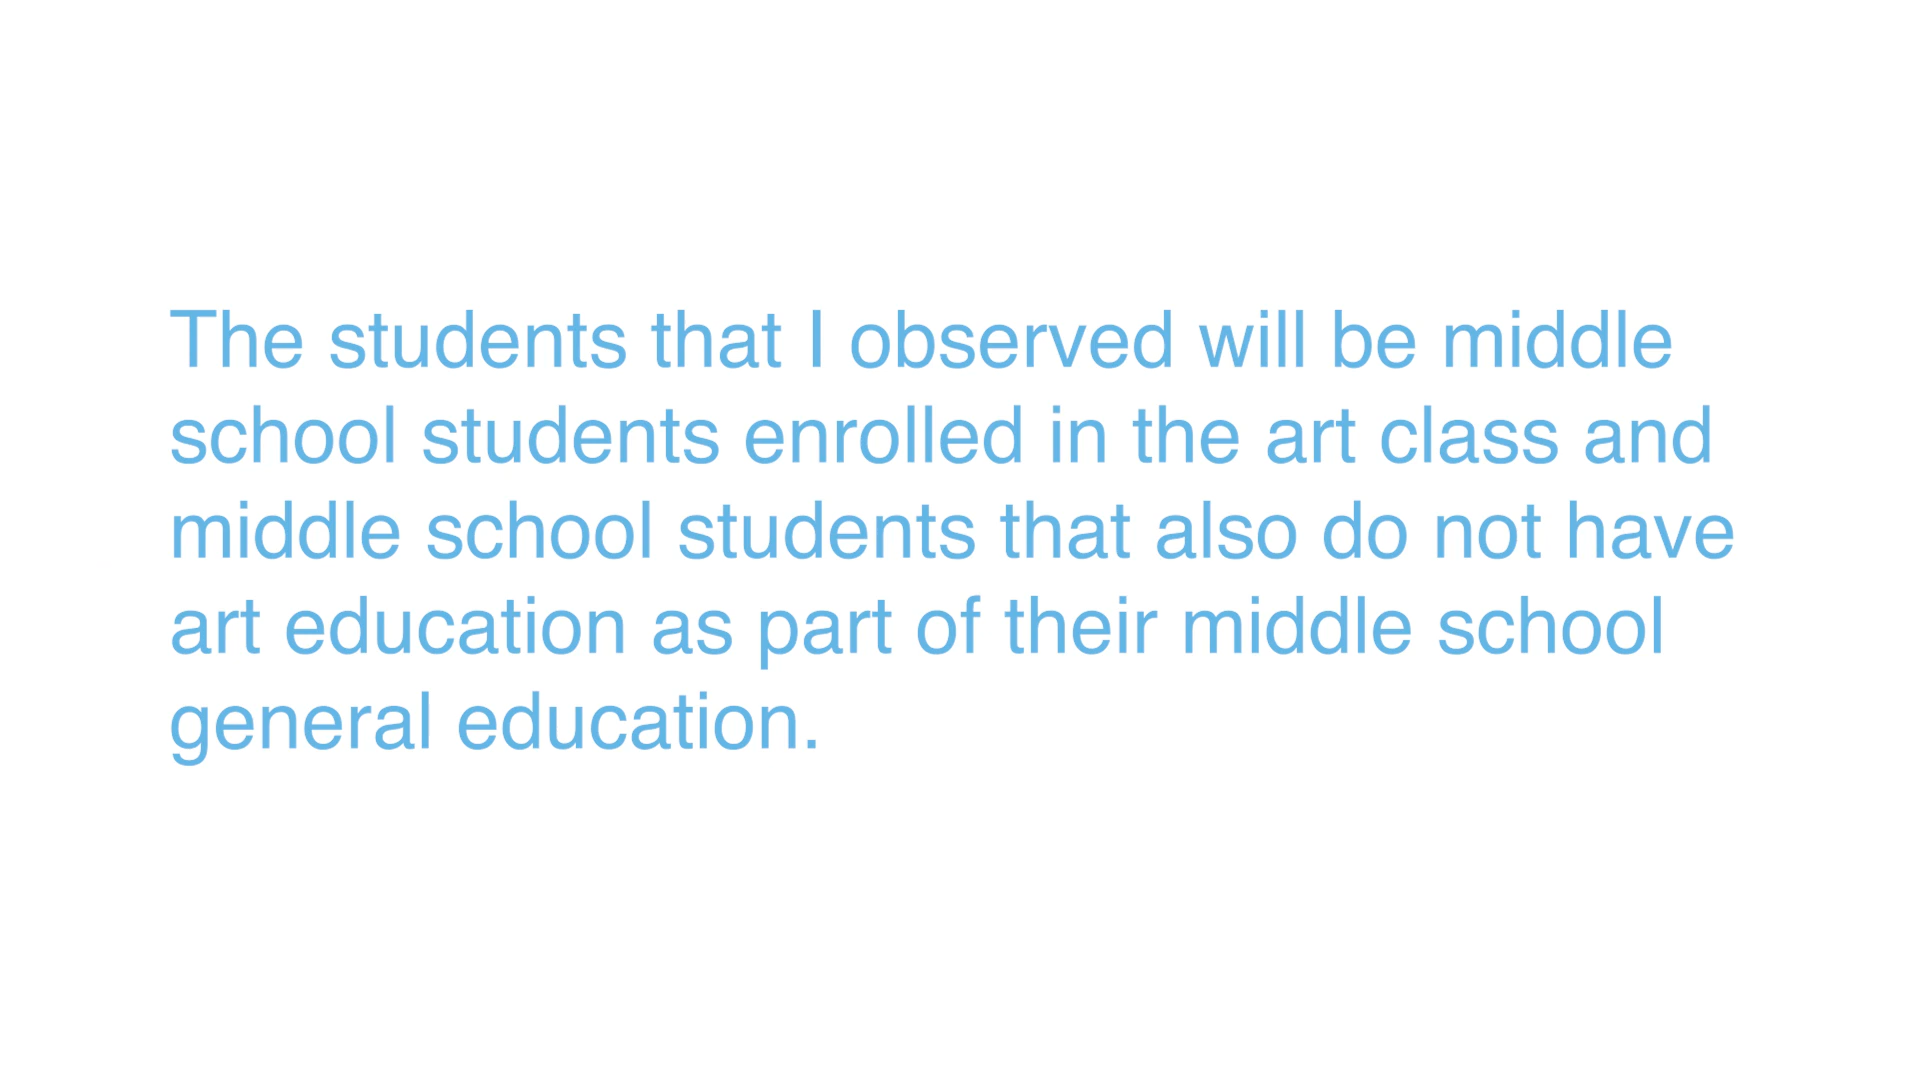 The students that I observed will be middle
school students enrolled in the art class and
middle school students that also do not have
art education as part of their middle school
general education.